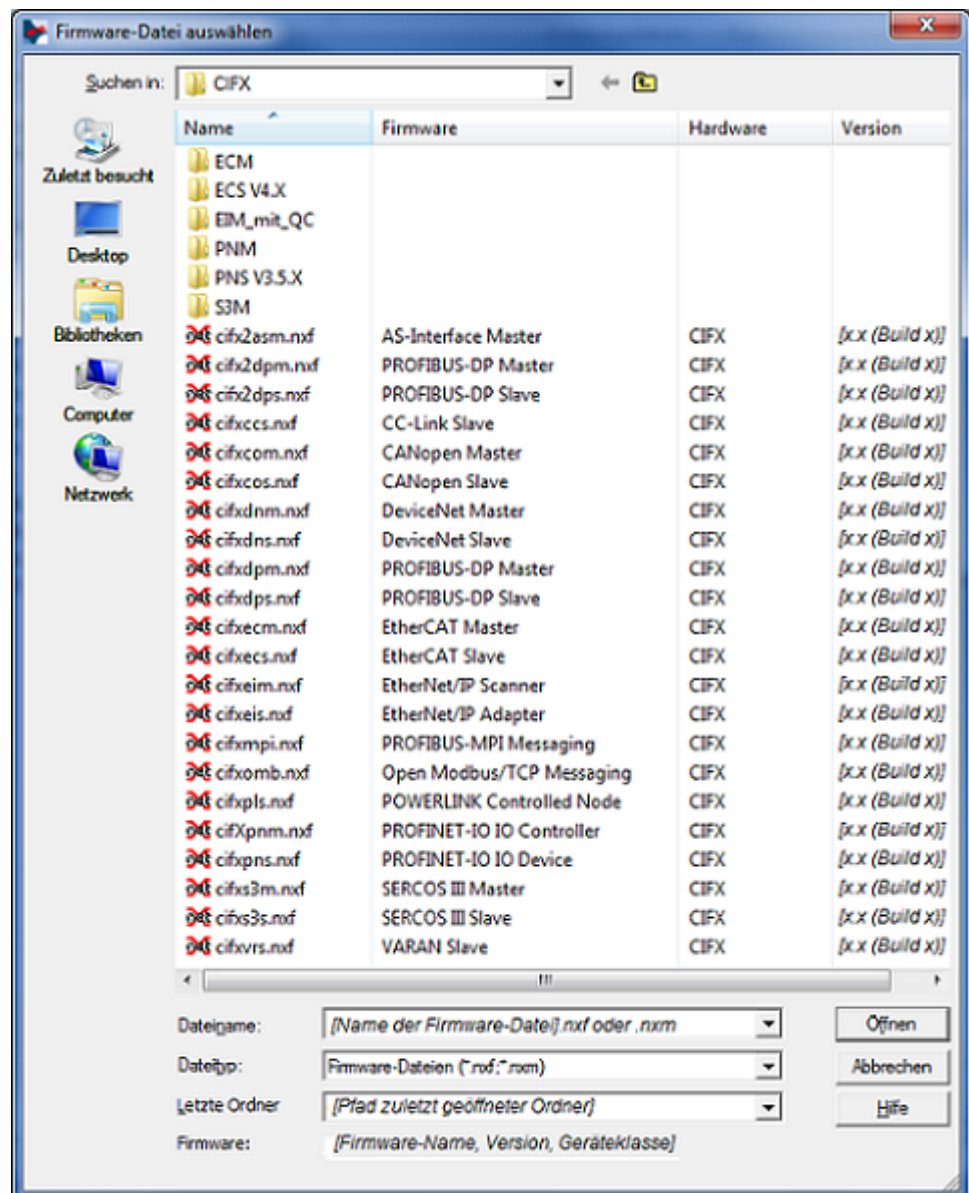 Firmware-Datei auswählen
Suchen in: CIFX
Name Firmware Hardware Version
Zuletzt besucht
Desktop
Bibliotheken
Computer
Netzwerk
ECM
ECS V4.X
EIM_mit_QC
PNM
PNS V3.5.X
S3M
cifx2asm.nxf AS-Interface Master CIFX [x.x (Build x)]
cifx2dpm.nxf PROFIBUS-DP Master CIFX [x.x (Build x)]
cifx2dps.nxf PROFIBUS-DP Slave CIFX [x.x (Build x)]
cifxccs.nxf CC-Link Slave CIFX [x.x (Build x)]
cifxcom.nxf CANopen Master CIFX [x.x (Build x)]
cifxcos.nxf CANopen Slave CIFX [x.x (Build x)]
cifxdnm.nxf DeviceNet Master CIFX [x.x (Build x)]
cifxdns.nxf DeviceNet Slave CIFX [x.x (Build x)]
cifxdpm.nxf PROFIBUS-DP Master CIFX [x.x (Build x)]
cifxdps.nxf PROFIBUS-DP Slave CIFX [x.x (Build x)]
cifxecm.nxf EtherCAT Master CIFX [x.x (Build x)]
cifxecs.nxf EtherCAT Slave CIFX [x.x (Build x)]
cifxeim.nxf EtherNet/IP Scanner CIFX [x.x (Build x)]
cifxeis.nxf EtherNet/IP Adapter CIFX [x.x (Build x)]
cifxmpi.nxf PROFIBUS-MPI Messaging CIFX [x.x (Build x)]
cifxomb.nxf Open Modbus/TCP Messaging CIFX [x.x (Build x)]
cifxpls.nxf POWERLINK Controlled Node CIFX [x.x (Build x)]
cifXpnm.nxf PROFINET-IO IO Controller CIFX [x.x (Build x)]
cifxpns.nxf PROFINET-IO IO Device CIFX [x.x (Build x)]
cifxs3m.nxf SERCOS III Master CIFX [x.x (Build x)]
cifxs3s.nxf SERCOS III Slave CIFX [x.x (Build x)]
cifxvrs.nxf VARAN Slave CIFX [x.x (Build x)]
Dateiname: [Name der Firmware-Datei].nxf oder .nxm Öffnen
Dateityp: Firmware-Dateien (*.nxf;*.nxm) Abbrechen
Letzte Ordner [Pfad zuletzt geöffneter Ordner] Hilfe
Firmware: [Firmware-Name, Version, Geräteklasse]